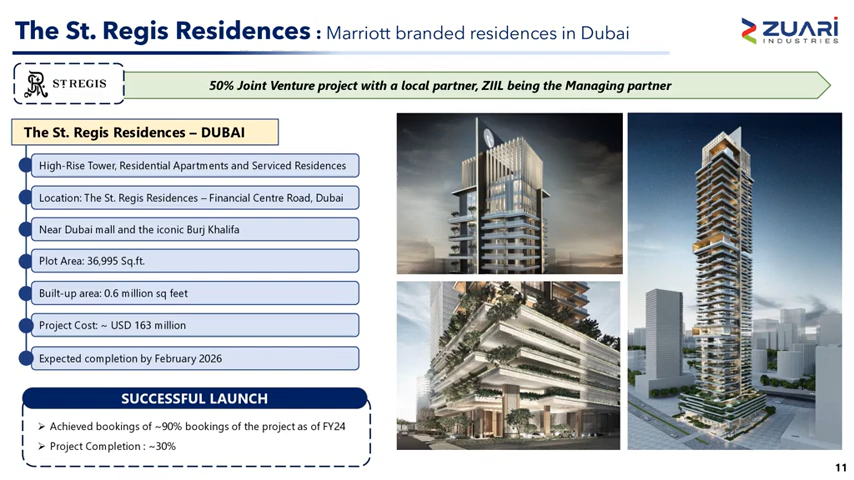 The St. Regis Residences : Marriott branded residences in Dubai
ZUARI
INDUSTRIES
ST REGIS
50% Joint Venture project with a local partner, ZIIL being the Managing partner
The St. Regis Residences – DUBAI
High-Rise Tower, Residential Apartments and Serviced Residences
Location: The St. Regis Residences – Financial Centre Road, Dubai
Near Dubai mall and the iconic Burj Khalifa
Plot Area: 36,995 Sq.ft.
Built-up area: 0.6 million sq feet
Project Cost: ~ USD 163 million
Expected completion by February 2026
SUCCESSFUL LAUNCH
➢ Achieved bookings of ~90% bookings of the project as of FY24
➢ Project Completion : ~30%
11